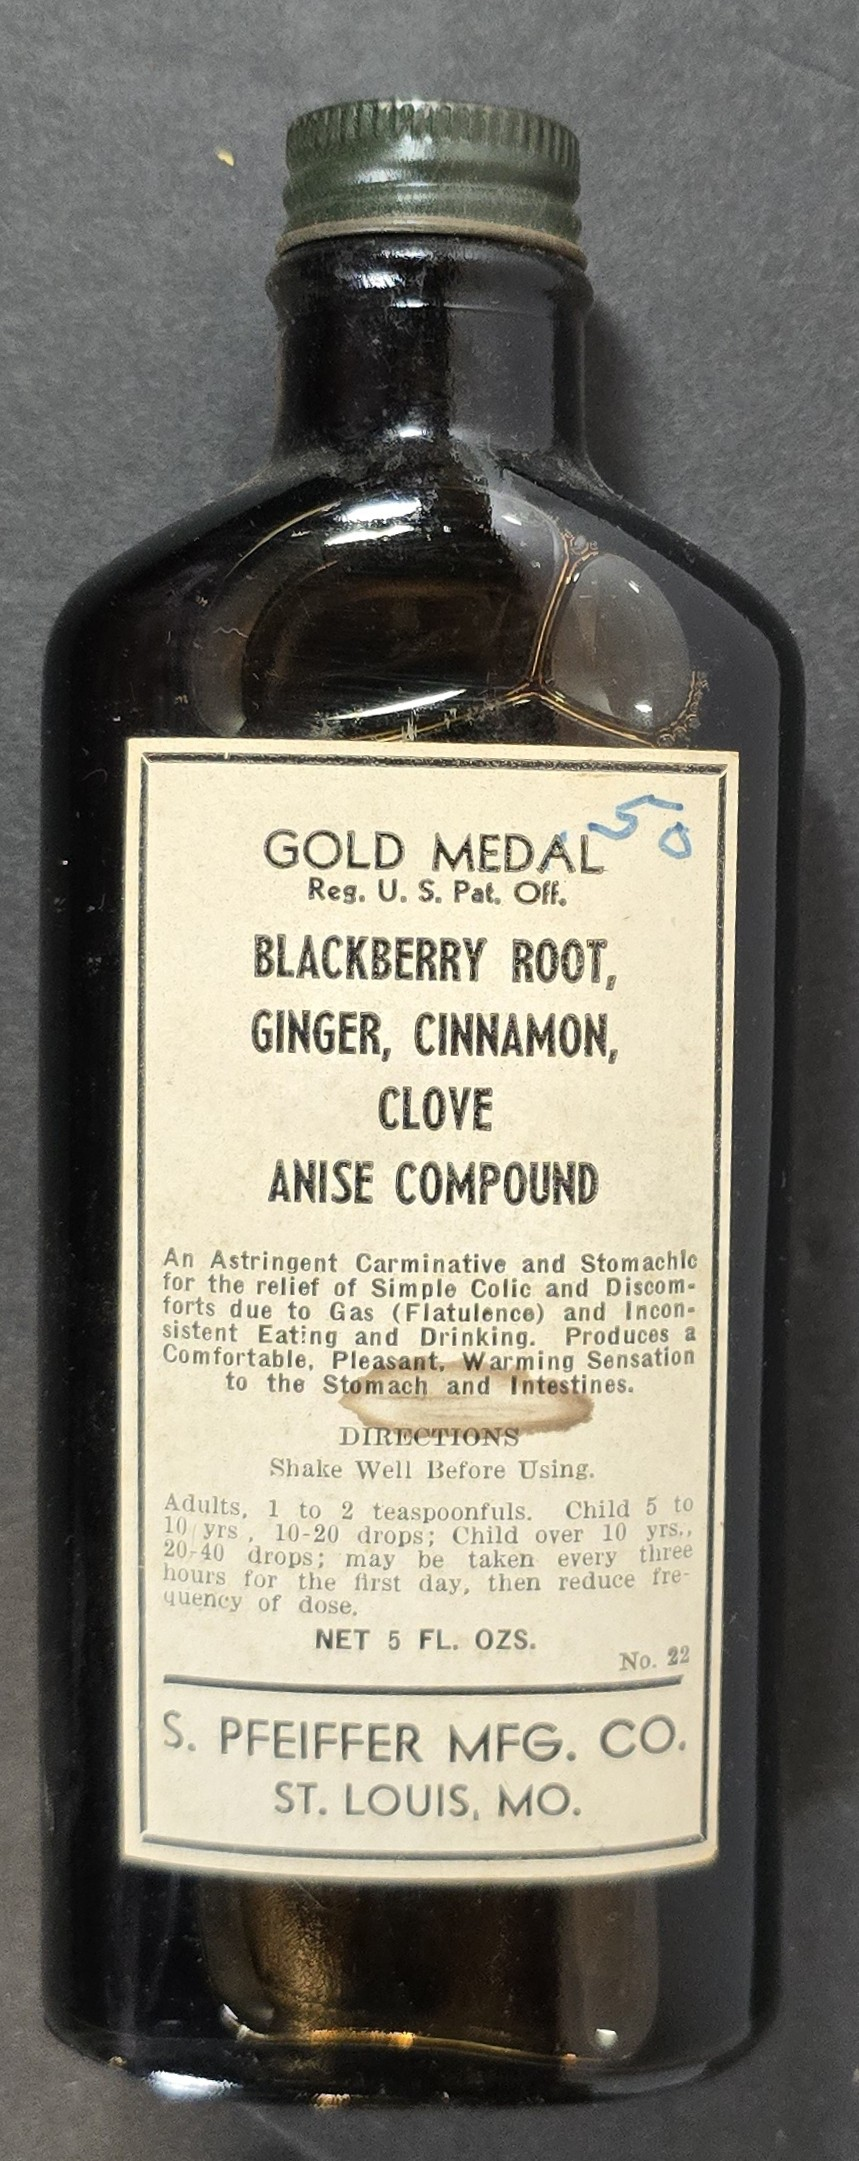 50
GOLD MEDAL
Reg. U. S. Pat. Off.
BLACKBERRY ROOT,
GINGER, CINNAMON,
CLOVE
ANISE COMPOUND
An Astringent Carminative and Stomachic
for the relief of Simple Colic and Discom-
forts due to Gas (Flatulence) and Incon-
sistent Eating and Drinking. Produces a
Comfortable, Pleasant, Warming Sensation
to the Stomach and Intestines.
DIRECTIONS
Shake Well Before Using.
Adults, 1 to 2 teaspoonfuls. Child 5 to
10 yrs., 10-20 drops; Child over 10 yrs.,
20-40 drops; may be taken every three
hours for the first day, then reduce fre-
quency of dose.
NET 5 FL. OZS.
No. 22
S. PFEIFFER MFG. CO.
ST. LOUIS, MO.